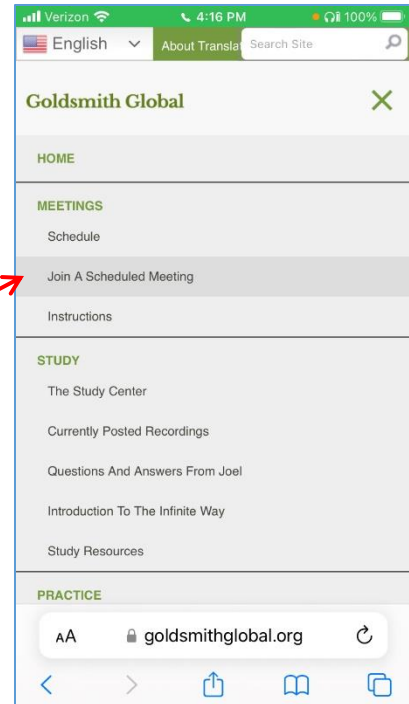 Verizon 4:16 PM 100%
English About Translat Search Site
Goldsmith Global
HOME
MEETINGS
Schedule
Join A Scheduled Meeting
Instructions
STUDY
The Study Center
Currently Posted Recordings
Questions And Answers From Joel
Introduction To The Infinite Way
Study Resources
PRACTICE
AA goldsmithglobal.org